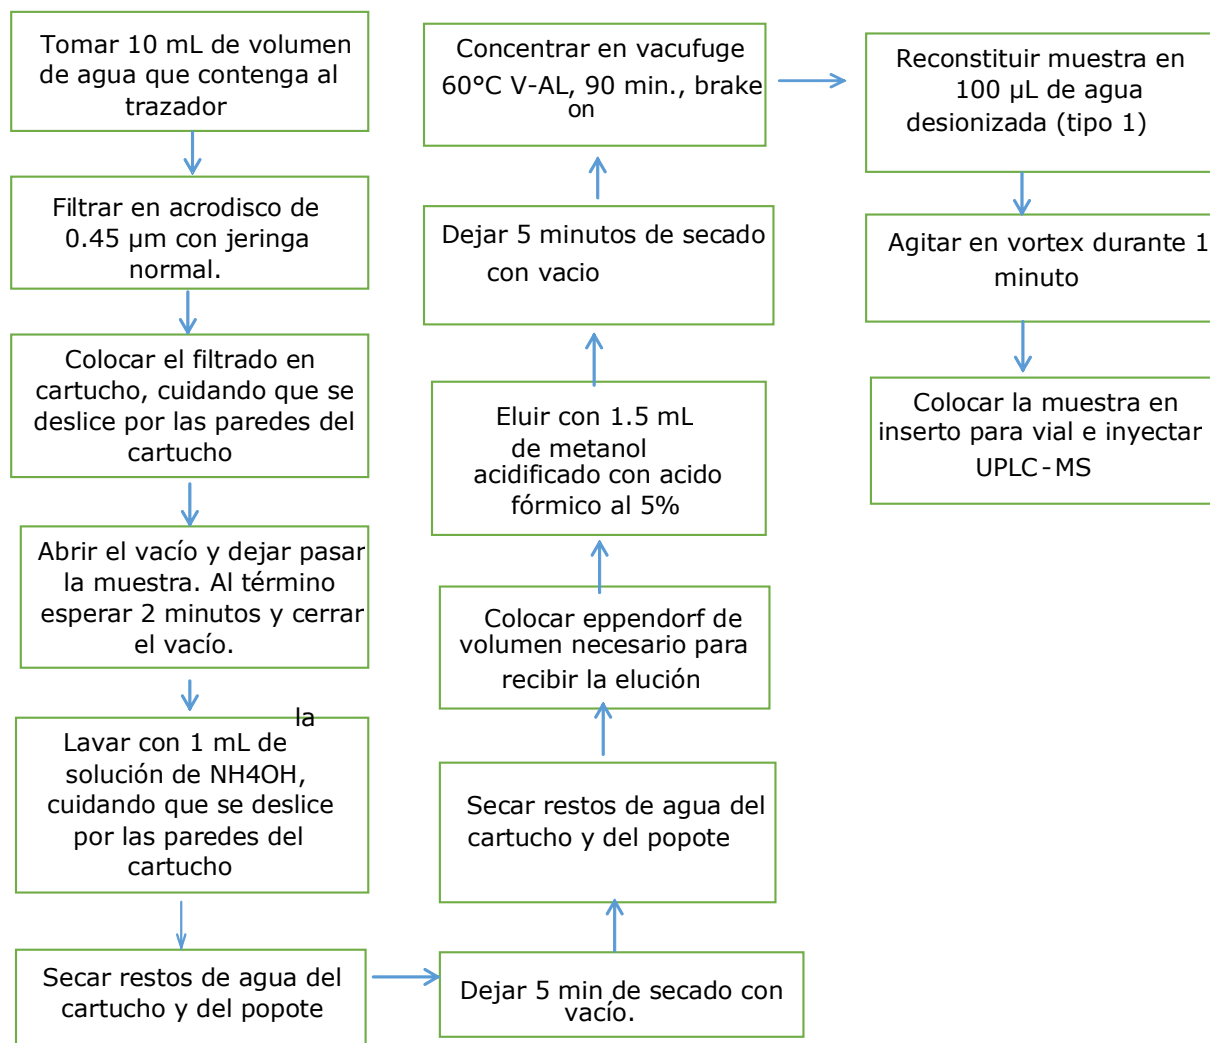 Tomar 10 mL de volumen
de agua que contenga al
trazador
Filtrar en acrodisco de
0.45 µm con jeringa
normal.
Colocar el filtrado en
cartucho, cuidando que se
deslice por las paredes del
cartucho
Abrir el vacío y dejar pasar
la muestra. Al término
esperar 2 minutos y cerrar
el vacío.
la
Lavar con 1 mL de
solución de NH4OH,
cuidando que se deslice
por las paredes del
cartucho
Secar restos de agua del
cartucho y del popote
Dejar 5 min de secado con
vacío.
Secar restos de agua del
cartucho y del popote
Colocar eppendorf de
volumen necesario para
recibir la elución
Eluir con 1.5 mL
de metanol
acidificado con acido
fórmico al 5%
Dejar 5 minutos de secado
con vacio
Concentrar en vacufuge
60°C V-AL, 90 min., brake
on
Reconstituir muestra en
100 µL de agua
desionizada (tipo 1)
Agitar en vortex durante 1
minuto
Colocar la muestra en
inserto para vial e inyectar
UPLC-MS